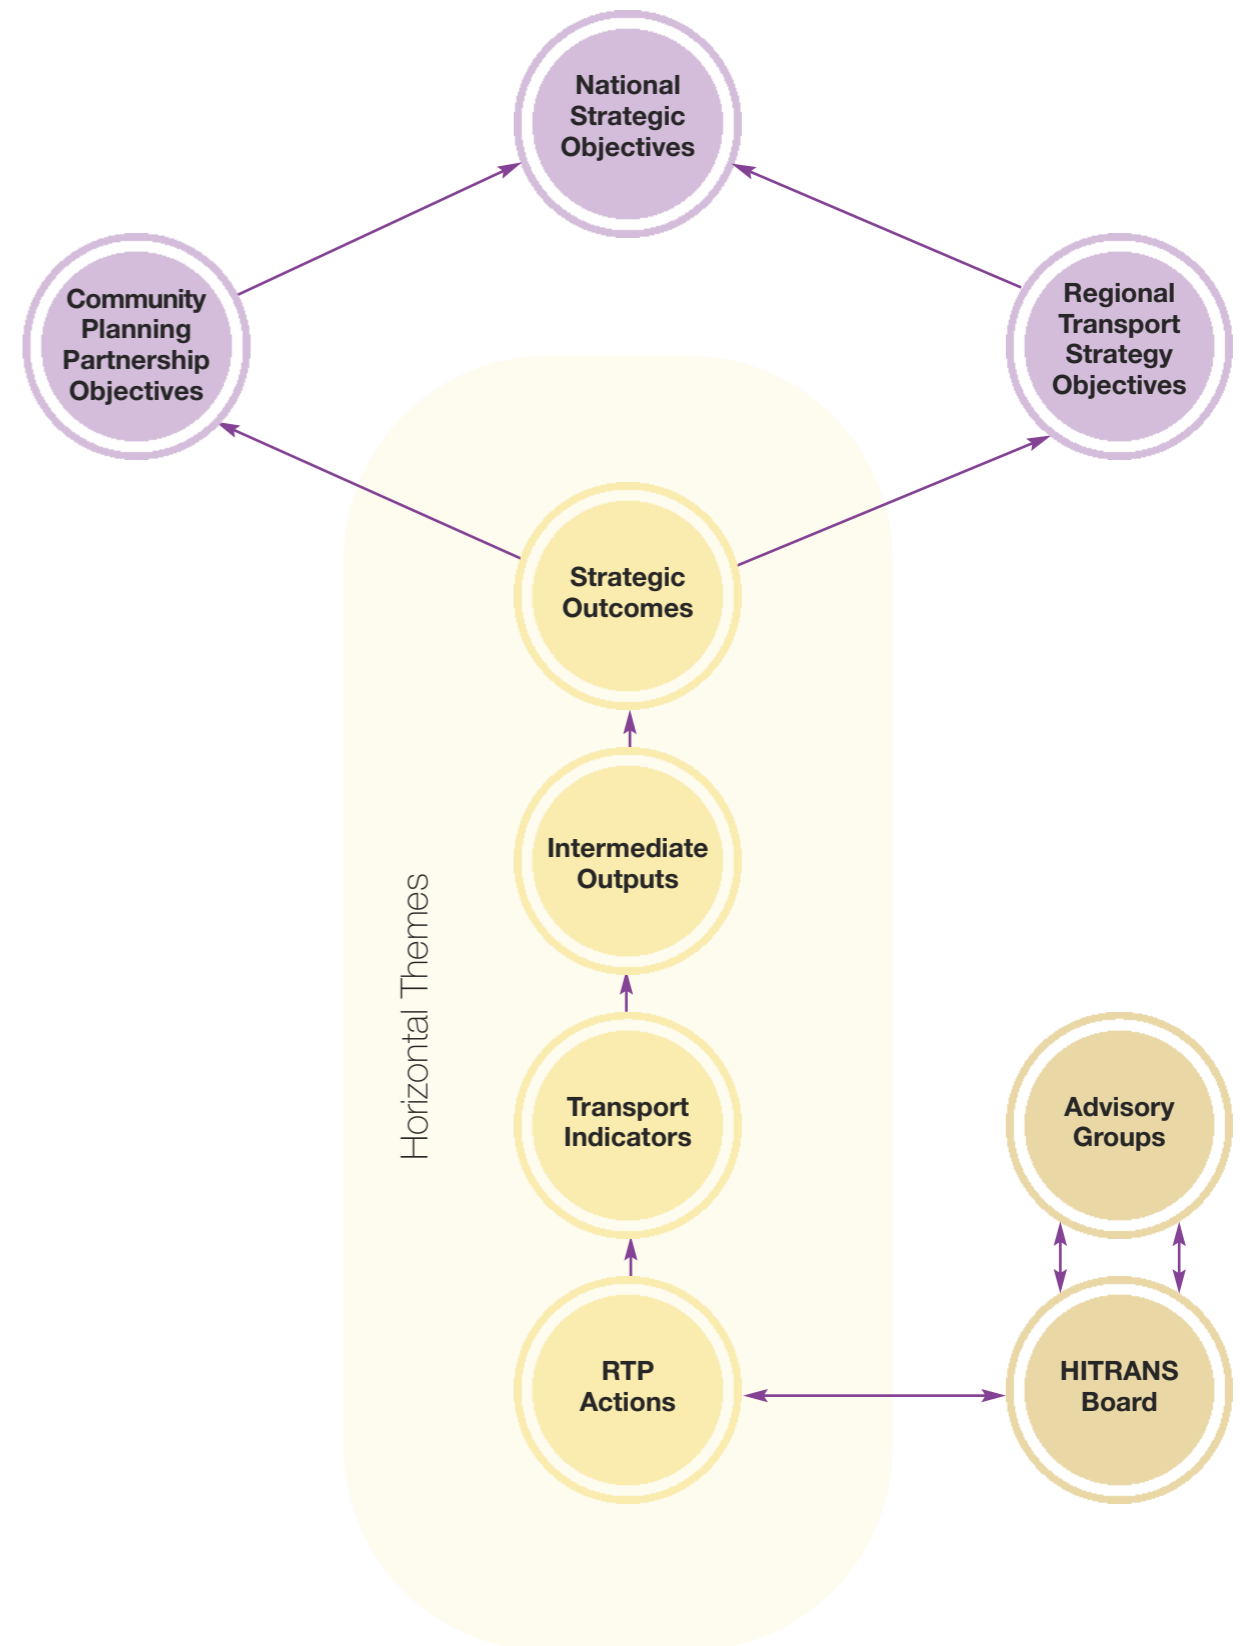 National
Strategic
Objectives
Community
Planning
Partnership
Objectives
Regional
Transport
Strategy
Objectives
Strategic
Outcomes
Intermediate
Outputs
Horizontal Themes
Transport
Indicators
Advisory
Groups
RTP
Actions
HITRANS
Board